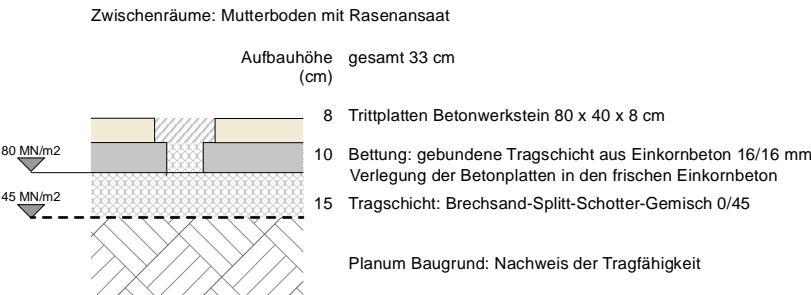 Zwischenräume: Mutterboden mit Rasenansaat
Aufbauhöhe gesamt 33 cm
(cm)
8 Trittplatten Betonwerkstein 80 x 40 x 8 cm
80 MN/m2
10 Bettung: gebundene Tragschicht aus Einkornbeton 16/16 mm
Verlegung der Betonplatten in den frischen Einkornbeton
45 MN/m2
15 Tragschicht: Brechsand-Splitt-Schotter-Gemisch 0/45
Planum Baugrund: Nachweis der Tragfähigkeit